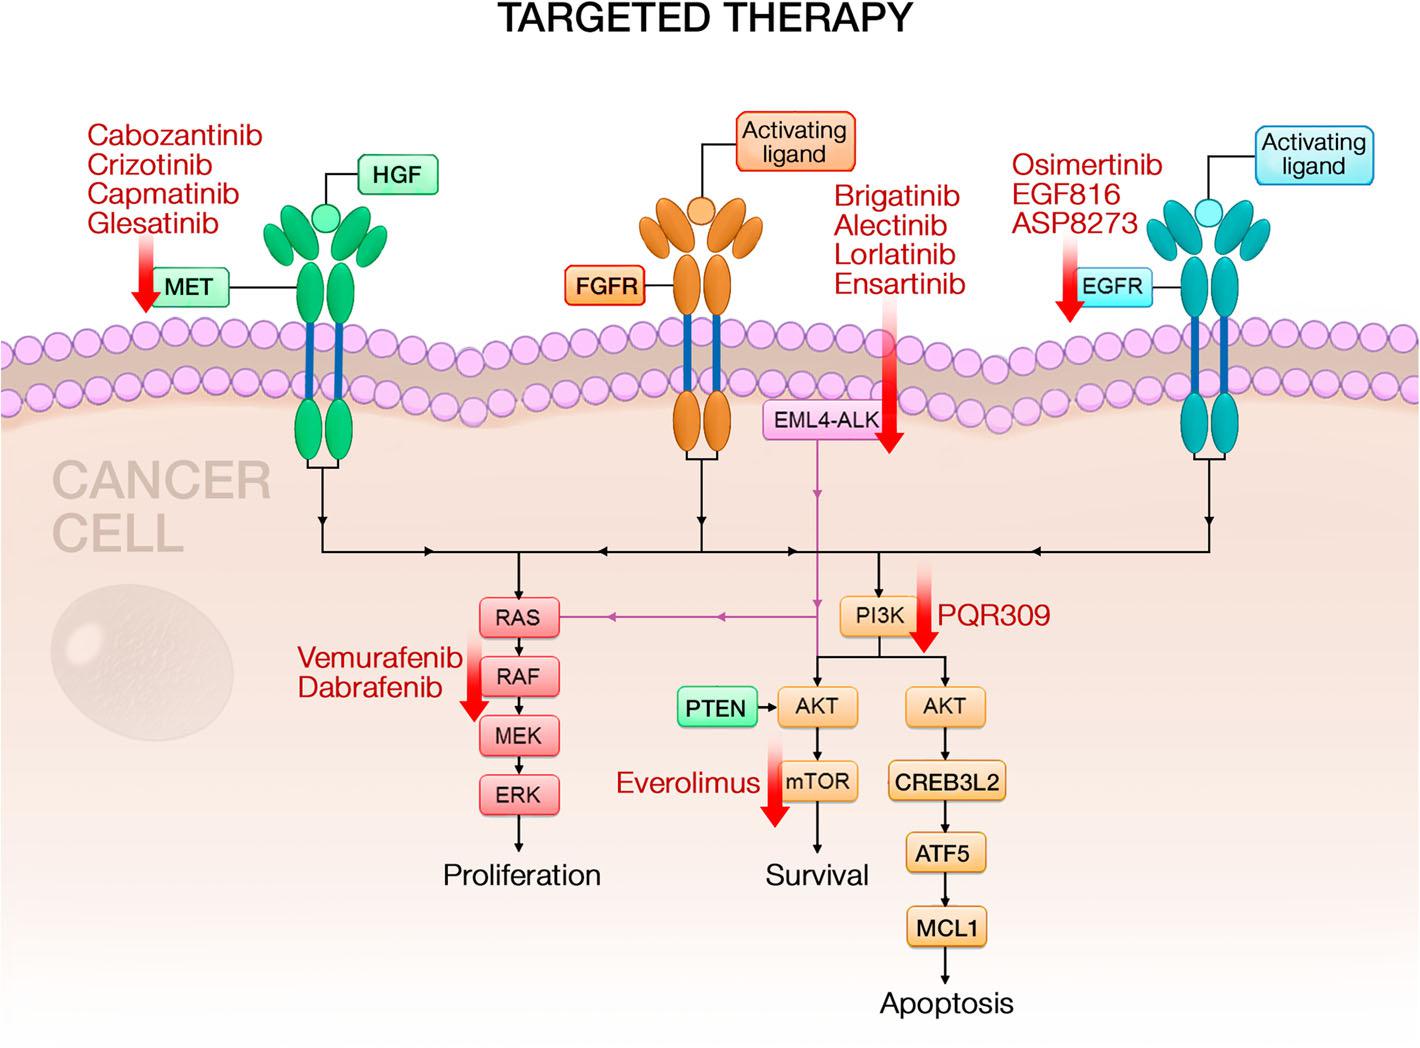 TARGETED THERAPY
Cabozantinib
Crizotinib
Capmatinib
Glesatinib
HGF
MET
Activating
ligand
FGFR
Brigatinib
Alectinib
Lorlatinib
Ensartinib
EML4-ALK
Osimertinib
EGF816
ASP8273
Activating
ligand
EGFR
CANCER
CELL
RAS
Vemurafenib
Dabrafenib
RAF
MEK
ERK
Proliferation
PI3K
PQR309
PTEN
AKT
AKT
Everolimus
mTOR
CREB3L2
Survival
ATF5
MCL1
Apoptosis